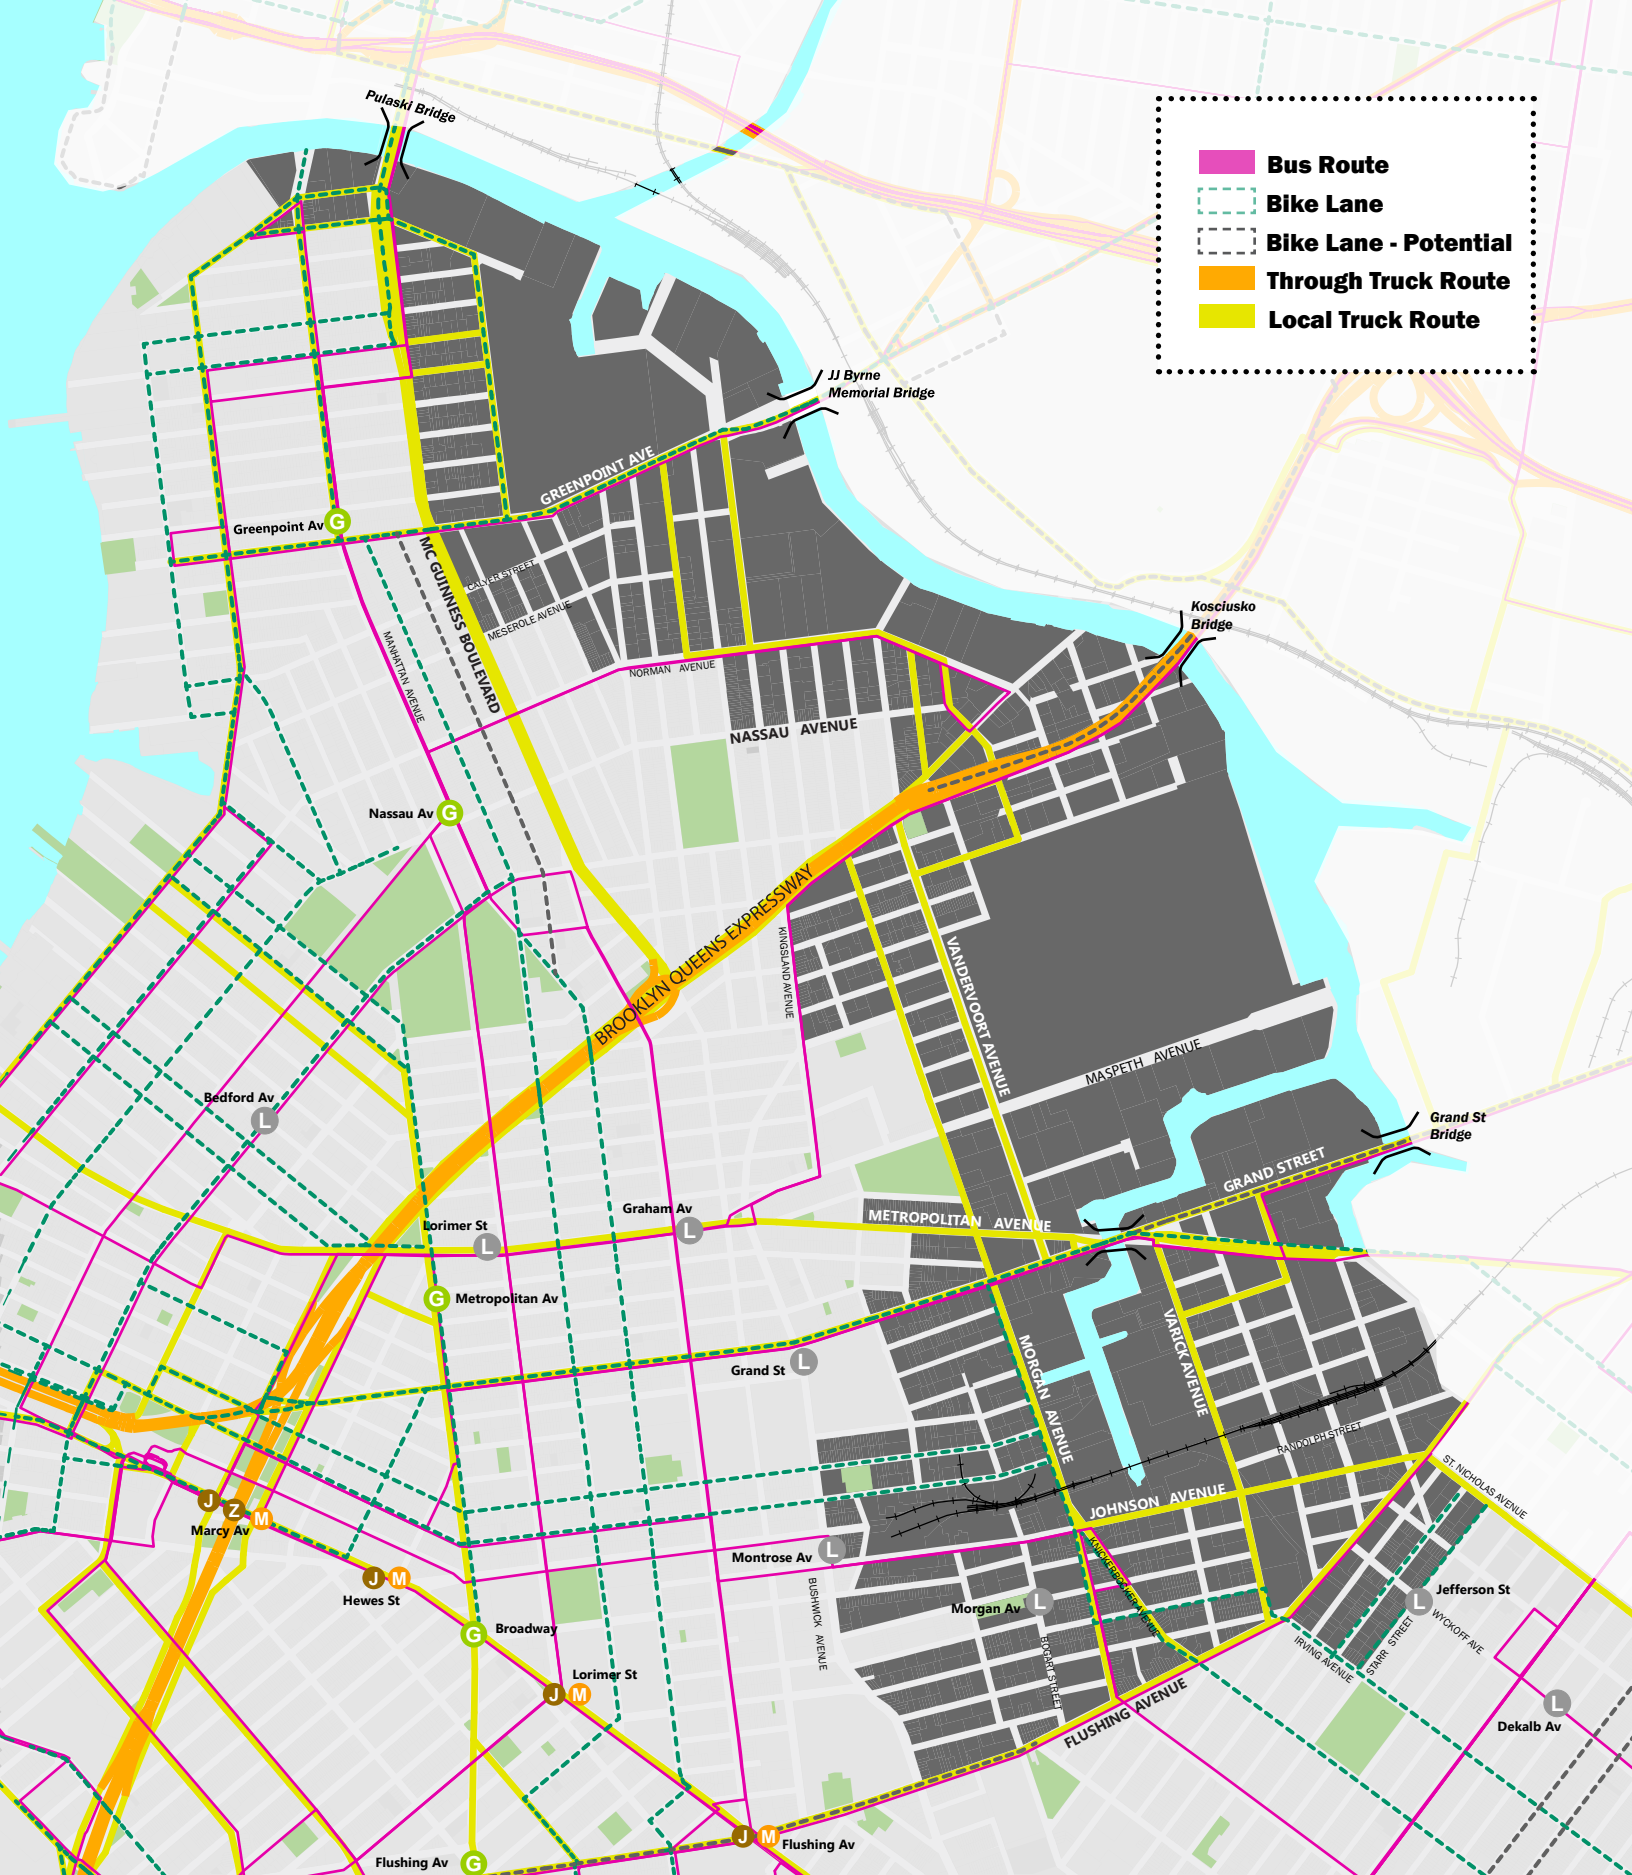 Pulaski Bridge
Bus Route
Bike Lane
Bike Lane - Potential
Through Truck Route
Local Truck Route
JJ Byrne
Memorial Bridge
GREENPOINT AVE
Greenpoint Av
G
MC GUINNESS BOULEVARD
CALYER STREET
MESEROLE AVENUE
MANHATTAN AVENUE
NORMAN AVENUE
Kosciusko
Bridge
NASSAU AVENUE
Nassau Av
G
BROOKLYN QUEENS EXPRESSWAY
KINGSLAND AVENUE
VANDERVOORT AVENUE
MASPETH AVENUE
Bedford Av
L
Grand St
Bridge
GRAND STREET
METROPOLITAN AVENUE
Graham Av
L
Lorimer St
L
G
Metropolitan Av
Grand St
L
MORGAN AVENUE
VARICK AVENUE
RANDOLPH STREET
ST. NICHOLAS AVENUE
JOHNSON AVENUE
J
Z
M
Marcy Av
Montrose Av
L
KNICKERBOCKER AVENUE
J
M
Hewes St
BUSHWICK AVENUE
Morgan Av
L
BOGART STREET
Jefferson St
L
WYCKOFF AVE
STARR STREET
IRVING AVENUE
G
Broadway
Lorimer St
J
M
FLUSHING AVENUE
L
Dekalb Av
J
M
Flushing Av
Flushing Av
G